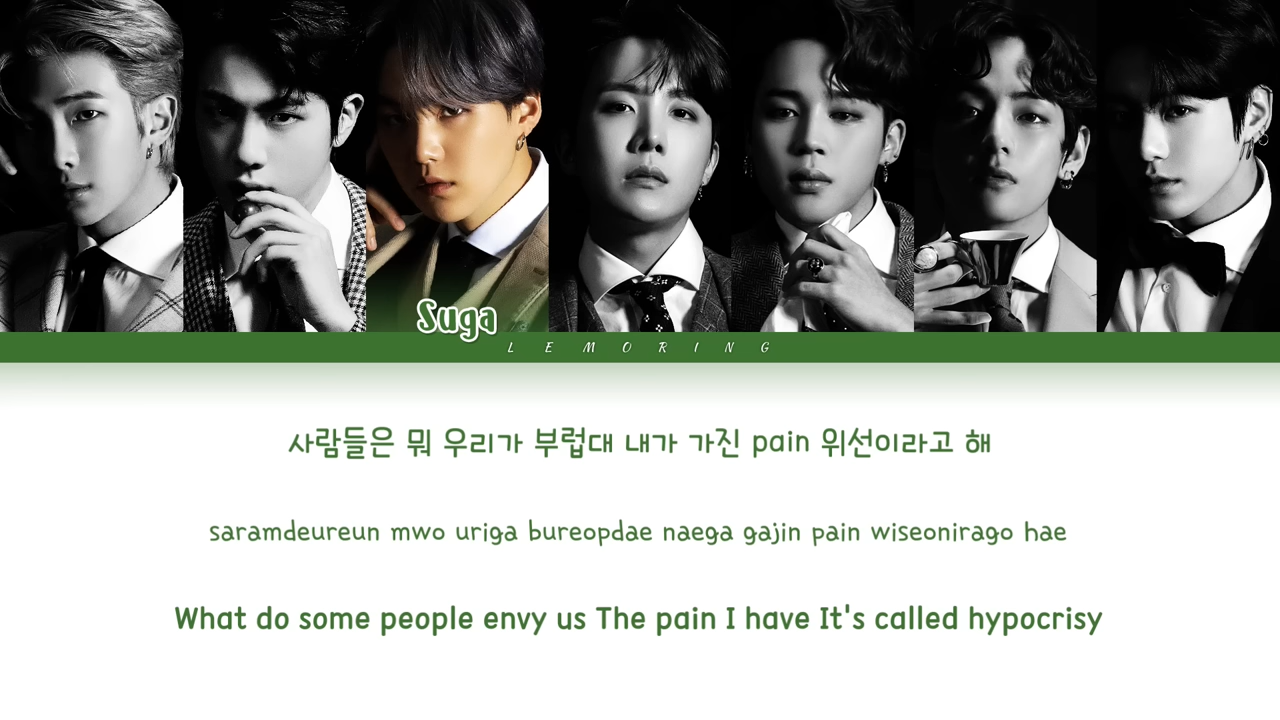 Suga
LEMORING
사람들은 뭐 우리가 부럽대 내가 가진 pain 위선이라고 해
saramdeureun mwo uriga bureopdae naega gajin pain wiseonirago hae
What do some people envy us The pain I have It's called hypocrisy